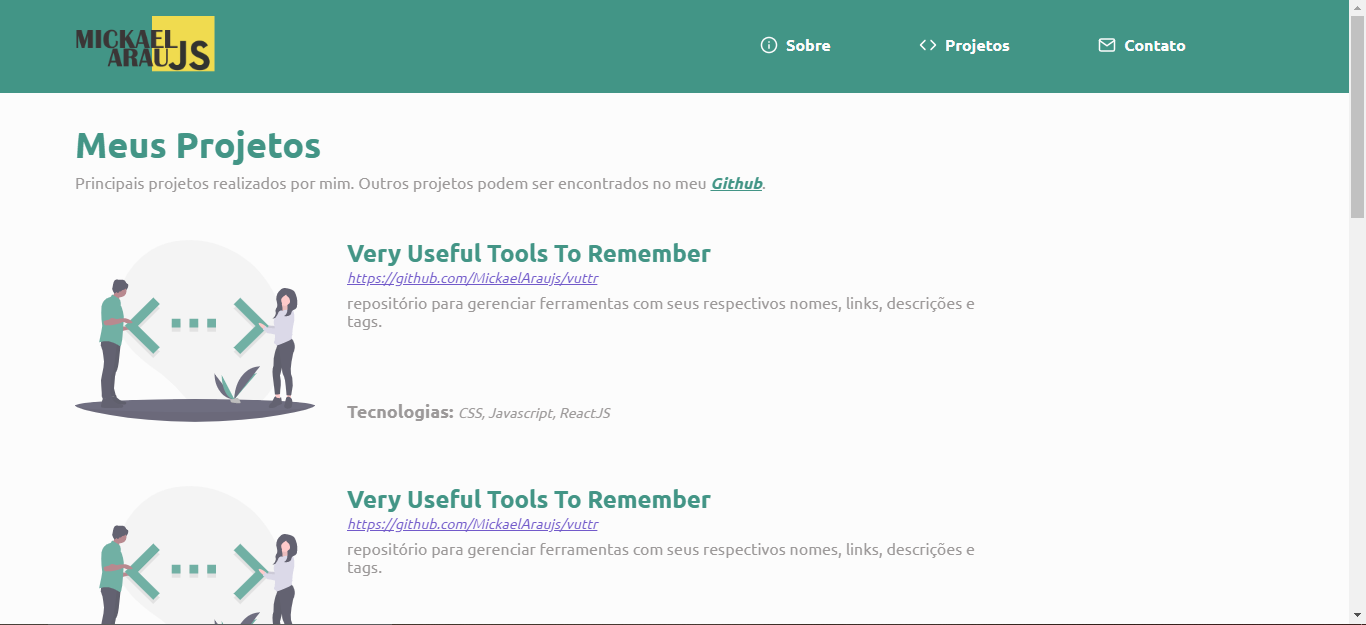 MICKAEL
ARAUJS
Sobre
Projetos
Contato
Meus Projetos
Principais projetos realizados por mim. Outros projetos podem ser encontrados no meu Github.
Very Useful Tools To Remember
https://github.com/MickaelAraujs/vuttr
repositório para gerenciar ferramentas com seus respectivos nomes, links, descrições e
tags.
Tecnologias: CSS, Javascript, ReactJS
Very Useful Tools To Remember
https://github.com/MickaelAraujs/vuttr
repositório para gerenciar ferramentas com seus respectivos nomes, links, descrições e
tags.